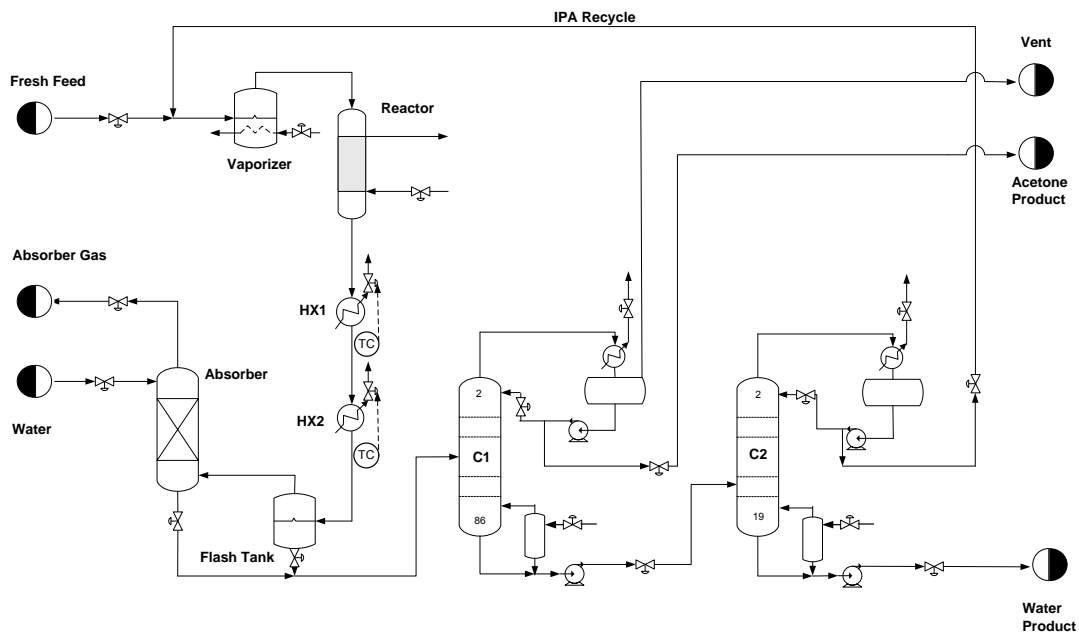 IPA Recycle
Vent
Fresh Feed
Reactor
Vaporizer
Acetone
Product
Absorber Gas
HX1
TC
Absorber
2
2
Water
HX2
C1
C2
TC
86
19
Flash Tank
Water
Product